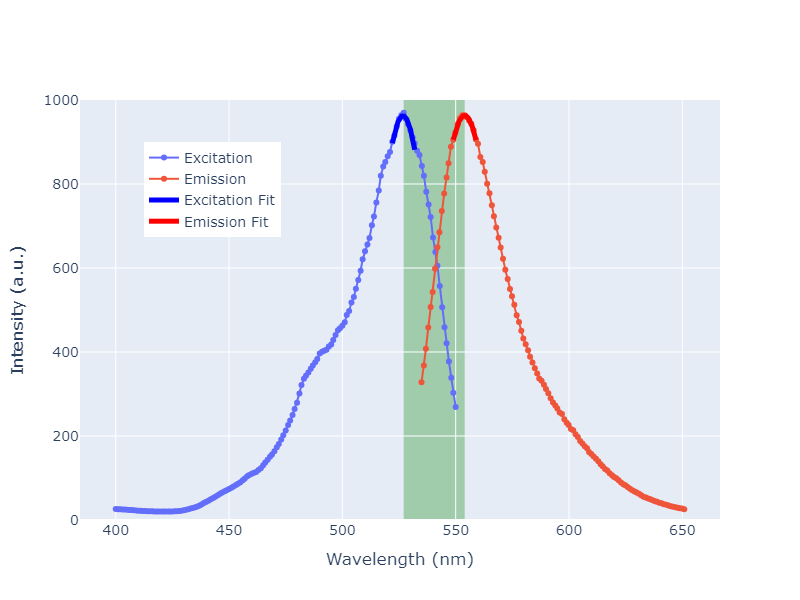 1000
800
600
400
200
0
Intensity (a.u.)
Excitation
Emission
Excitation Fit
Emission Fit
400 450 500 550 600 650
Wavelength (nm)